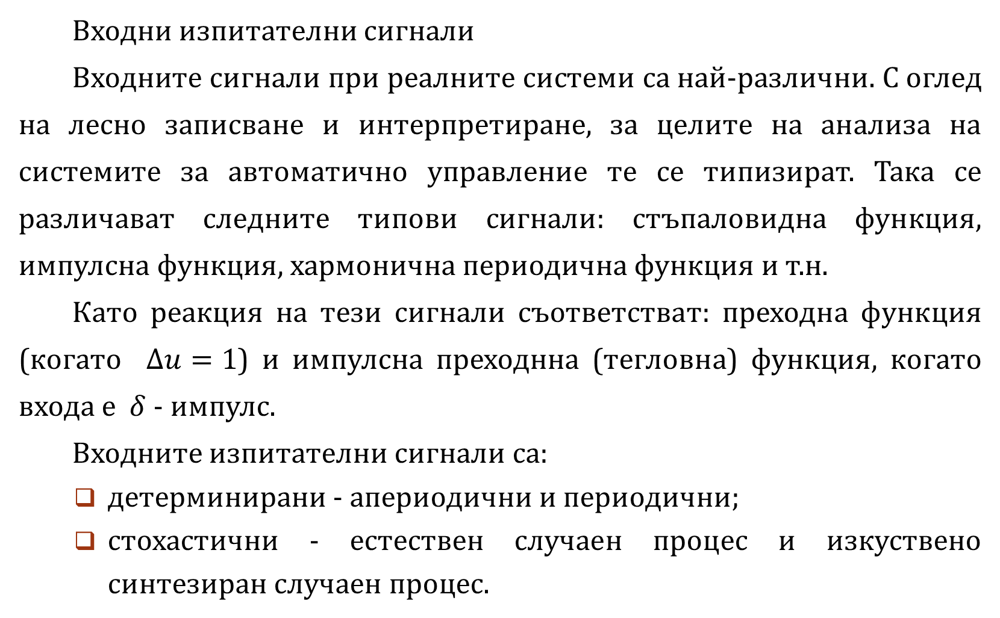 Входни изпитателни сигнали
Входните сигнали при реалните системи са най-различни. С оглед
на лесно записване и интерпретиране, за целите на анализа на
системите за автоматично управление те се типизират. Така се
различават следните типови сигнали: стъпаловидна функция,
импулсна функция, хармонична периодична функция и т.н.
Като реакция на тези сигнали съответстват: преходна функция
(когато Δu = 1) и импулсна преходнна (тегловна) функция, когато
входа е δ - импулс.
Входните изпитателни сигнали са:
❑ детерминирани - апериодични и периодични;
❑ стохастични - естествен случаен процес и изкуствено
синтезиран случаен процес.